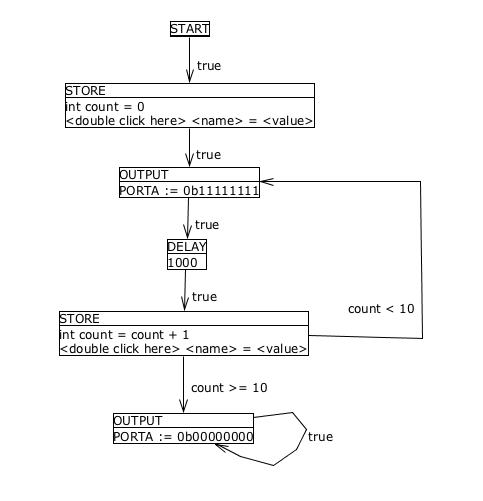 START
true
STORE
int count = 0
<double click here> <name> = <value>
true
OUTPUT
PORTA := 0b11111111
true
DELAY
1000
true
count < 10
STORE
int count = count + 1
<double click here> <name> = <value>
count >= 10
OUTPUT
PORTA := 0b00000000
true